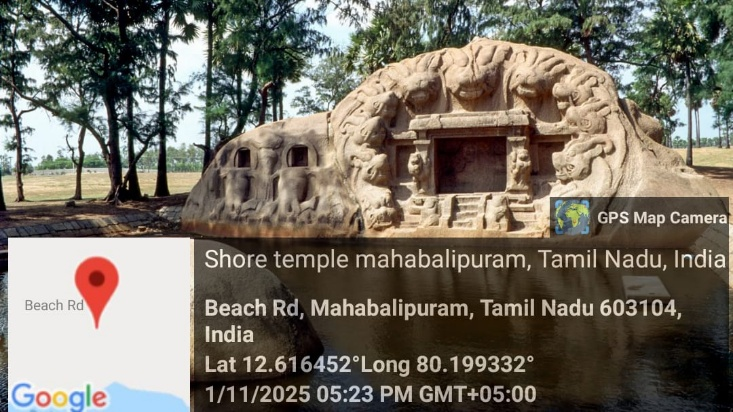 GPS Map Camera
Shore temple mahabalipuram, Tamil Nadu, India
Beach Rd
Beach Rd, Mahabalipuram, Tamil Nadu 603104,
India
Lat 12.616452°Long 80.199332°
1/11/2025 05:23 PM GMT+05:00
Google